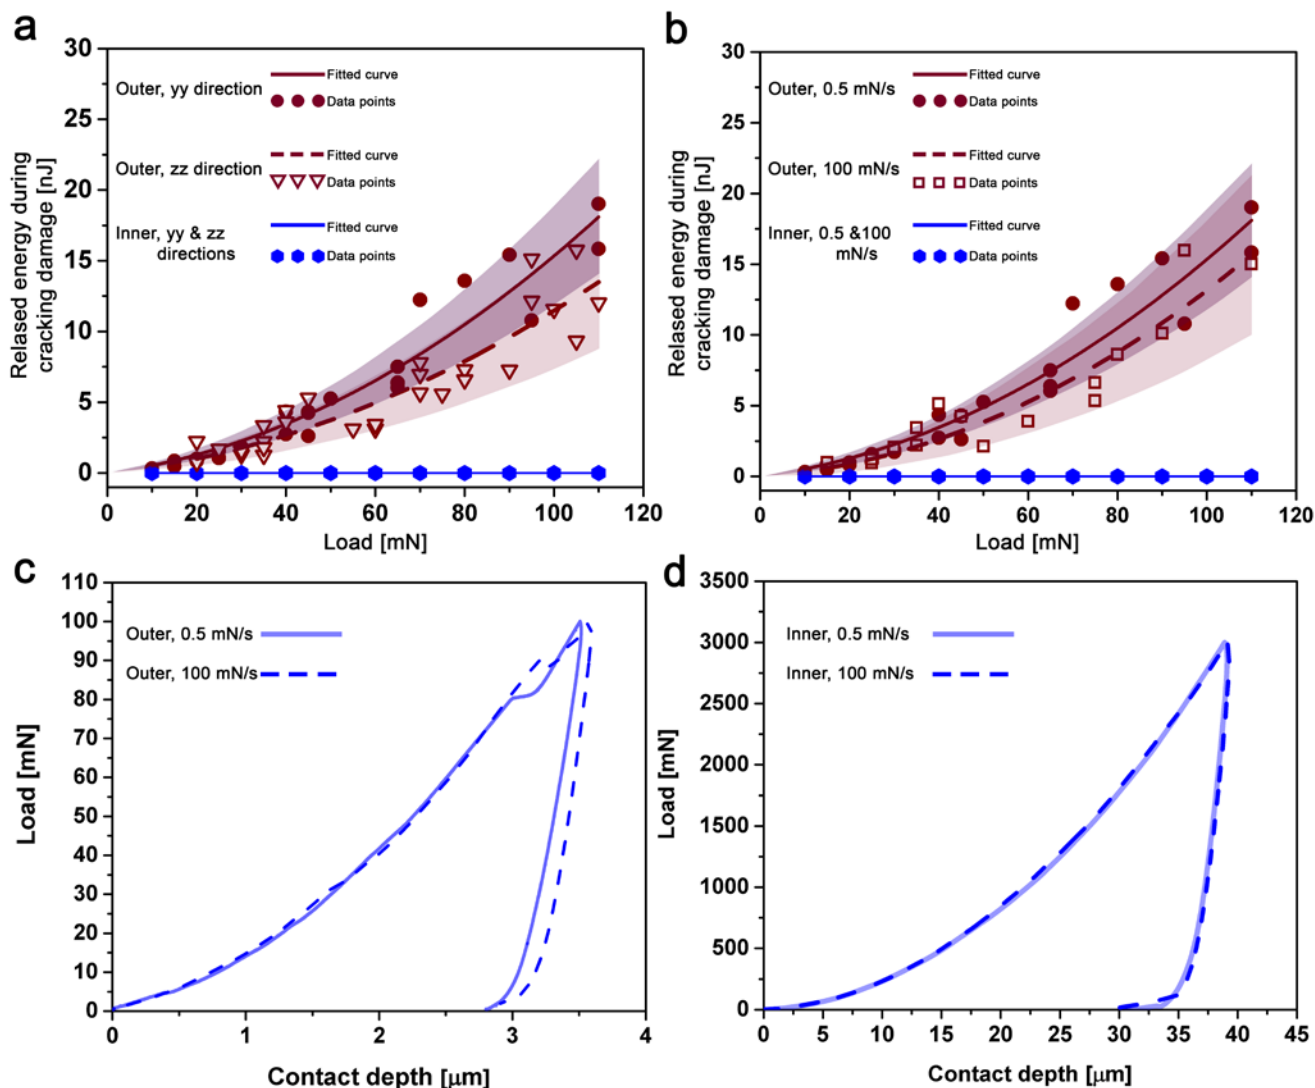 a
30
25
20
15
10
5
0
Relased energy during
cracking damage [nJ]
Outer, yy direction
Fitted curve
Data points
Outer, zz direction
Fitted curve
Data points
Inner, yy & zz
directions
Fitted curve
Data points
0 20 40 60 80 100 120
Load [mN]
b
30
25
20
15
10
5
0
Relased energy during
cracking damage [nJ]
Outer, 0.5 mN/s
Fitted curve
Data points
Outer, 100 mN/s
Fitted curve
Data points
Inner, 0.5 &100
mN/s
Fitted curve
Data points
0 20 40 60 80 100 120
Load [mN]
c
110
100
90
80
70
60
50
40
30
20
10
0
Load [mN]
Outer, 0.5 mN/s
Outer, 100 mN/s
0 1 2 3 4
Contact depth [µm]
d
3500
3000
2500
2000
1500
1000
500
0
Load [mN]
Inner, 0.5 mN/s
Inner, 100 mN/s
0 5 10 15 20 25 30 35 40 45
Contact depth [µm]